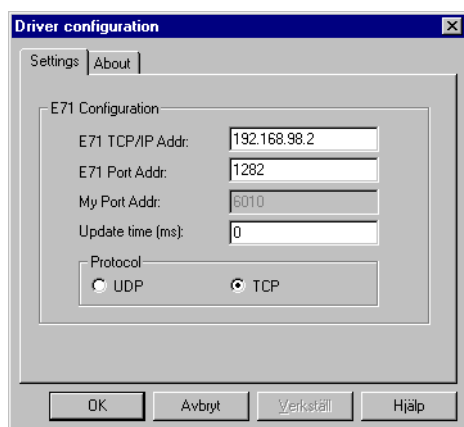 Driver configuration
Settings About
E71 Configuration
E71 TCP/IP Addr: 192.168.98.2
E71 Port Addr: 1282
My Port Addr: 6010
Update time (ms): 0
Protocol
UDP TCP
OK Avbryt Verkställ Hjälp